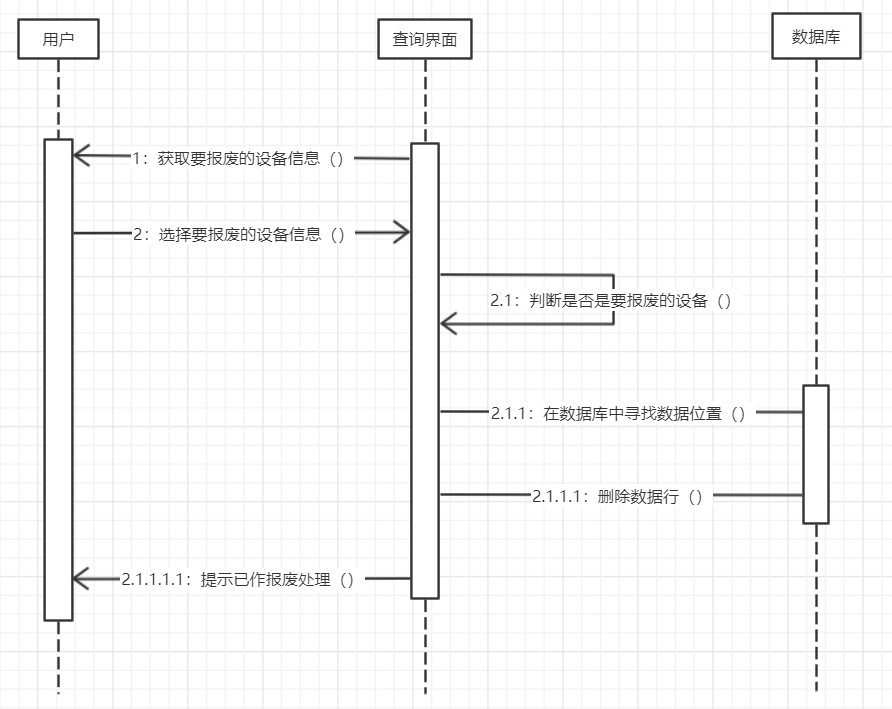 用户
查询界面
数据库
1：获取要报废的设备信息（）
2：选择要报废的设备信息（）
2.1：判断是否是要报废的设备（）
2.1.1：在数据库中寻找数据位置（）
2.1.1.1：删除数据行（）
2.1.1.1.1：提示已作报废处理（）